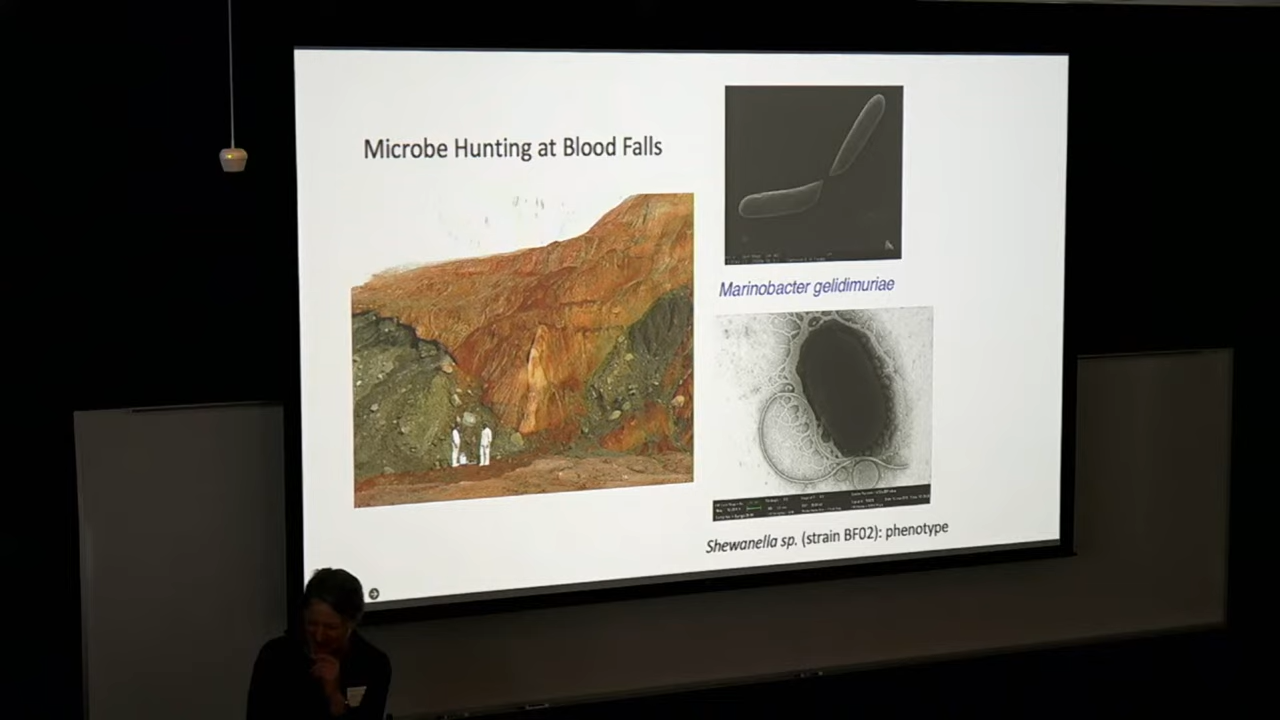 Microbe Hunting at Blood Falls
Marinobacter gelidimuriae
Shewanella sp. (strain BF02): phenotype